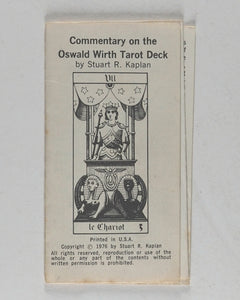 Commentary on the
Oswald Wirth Tarot Deck
by Stuart R. Kaplan
VII
le Chariot
Printed in U.S.A.
Copyright © 1976 by Stuart R. Kaplan
All rights reserved, reproduction or use of the
whole or any part of the contents without
written permission is prohibited.